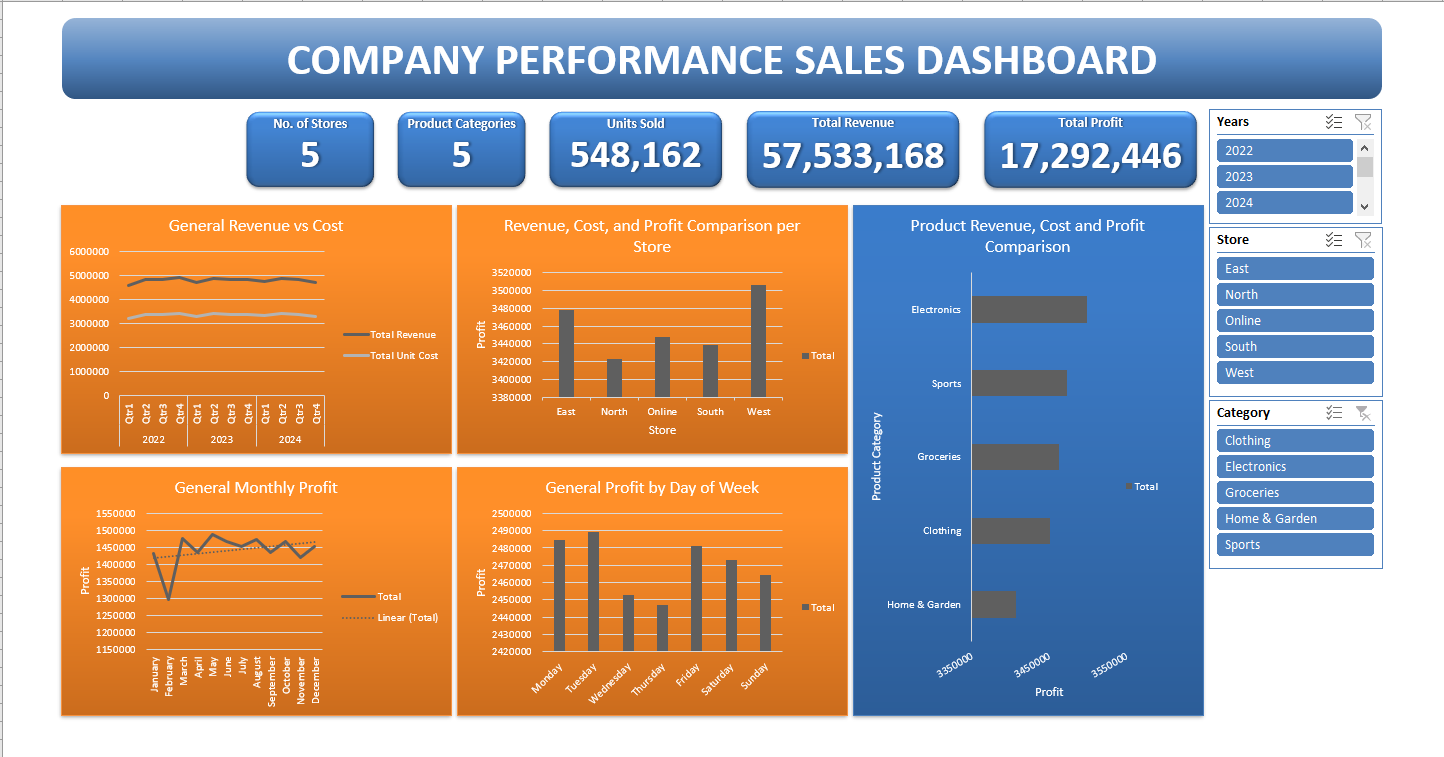 COMPANY PERFORMANCE SALES DASHBOARD
No. of Stores
5
Product Categories
5
Units Sold
548,162
Total Revenue
57,533,168
Total Profit
17,292,446
Years
2022
2023
2024
Store
East
North
Online
South
West
Category
Clothing
Electronics
Groceries
Home & Garden
Sports
General Revenue vs Cost
6000000
5000000
4000000
3000000
2000000
1000000
0
Qtr1 Qtr2 Qtr3 Qtr4 Qtr1 Qtr2 Qtr3 Qtr4 Qtr1 Qtr2 Qtr3 Qtr4
2022 2023 2024
Total Revenue
Total Unit Cost
Revenue, Cost, and Profit Comparison per
Store
Profit
3520000
3500000
3480000
3460000
3440000
3420000
3400000
3380000
East North Online South West
Store
Total
Product Revenue, Cost and Profit
Comparison
Product Category
Electronics
Sports
Groceries
Clothing
Home & Garden
3350000 3450000 3550000
Profit
Total
General Monthly Profit
Profit
1550000
1500000
1450000
1400000
1350000
1300000
1250000
1200000
1150000
January February March April May June July August September October November December
Total
Linear (Total)
General Profit by Day of Week
Profit
2500000
2490000
2480000
2470000
2460000
2450000
2440000
2430000
2420000
Monday Tuesday Wednesday Thursday Friday Saturday Sunday
Total